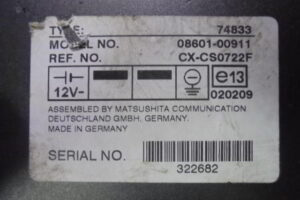 TYPE: 74833
MODEL NO. 08601-00911
REF. NO. CX-CS0722F
12V⎓ e13
020209
ASSEMBLED BY MATSUSHITA COMMUNICATION
DEUTSCHLAND GMBH, GERMANY.
MADE IN GERMANY
SERIAL NO.
322682